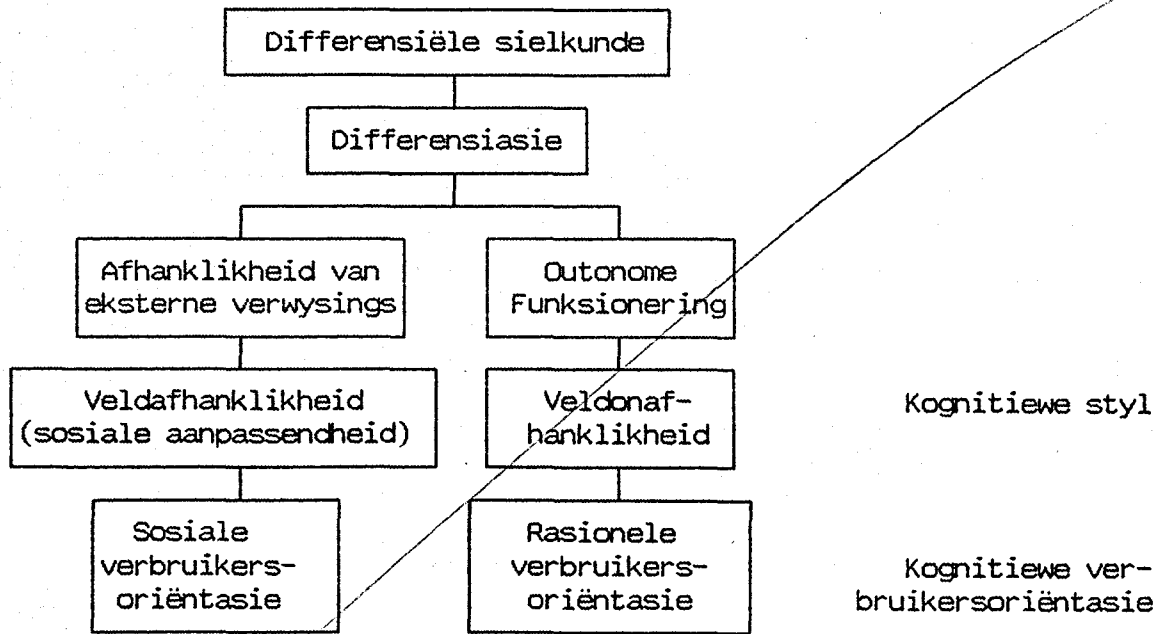 Differensiële sielkunde
Differensiasie
Afhanklikheid van
eksterne verwysings
Outonome
Funksionering
Veldafhanklikheid
(sosiale aanpassendheid)
Veldonaf-
hanklikheid
Kognitiewe styl
Sosiale
verbruikers-
oriëntasie
Rasionele
verbruikers-
oriëntasie
Kognitiewe ver-
bruikersoriëntasie